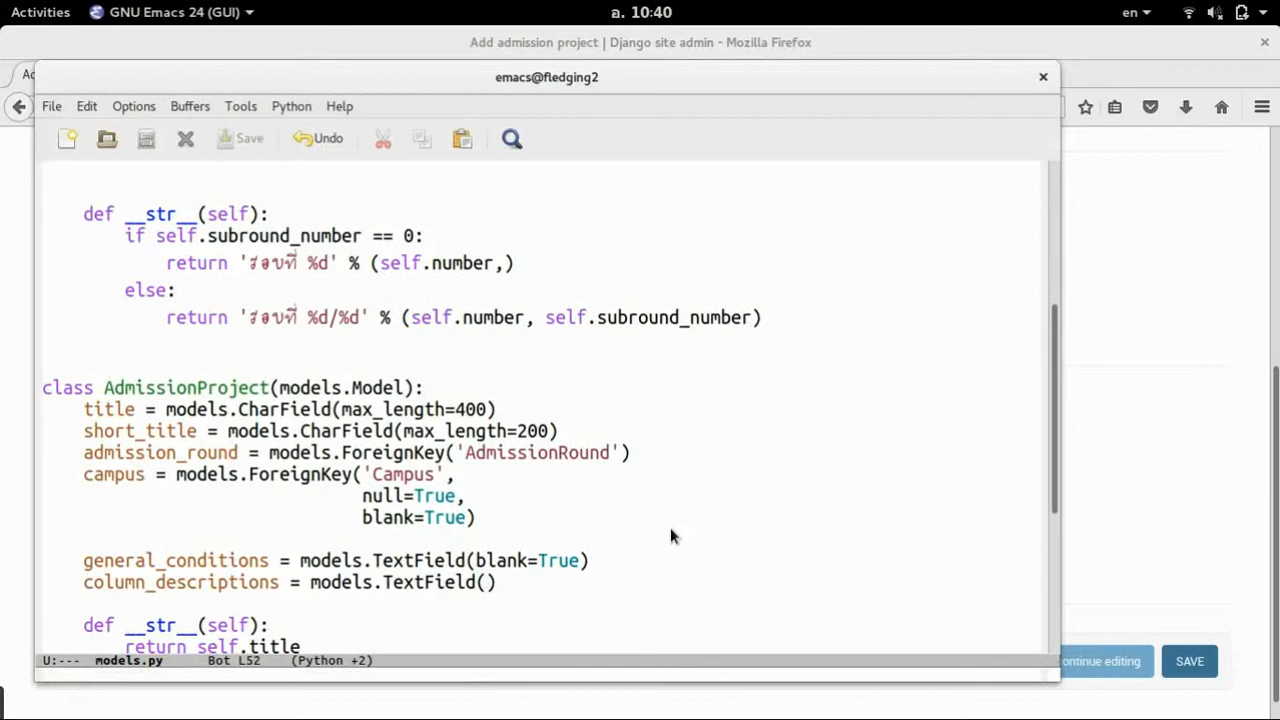 Activities GNU Emacs 24 (GUI) อ. 10:40 en
Add admission project | Django site admin - Mozilla Firefox
emacs@fledging2
File Edit Options Buffers Tools Python Help
Save Undo
def __str__(self):
if self.subround_number == 0:
return 'รอบที่ %d' % (self.number,)
else:
return 'รอบที่ %d/%d' % (self.number, self.subround_number)
class AdmissionProject(models.Model):
title = models.CharField(max_length=400)
short_title = models.CharField(max_length=200)
admission_round = models.ForeignKey('AdmissionRound')
campus = models.ForeignKey('Campus',
null=True,
blank=True)
general_conditions = models.TextField(blank=True)
column_descriptions = models.TextField()
def __str__(self):
return self.title
U:--- models.py Bot L52 (Python +2)
ontinue editing SAVE